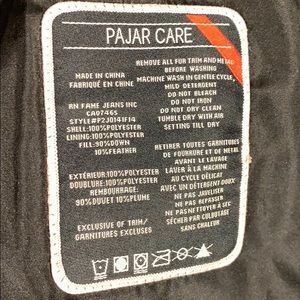 PAJAR CARE
MADE IN CHINA
FABRIQUÉ EN CHINE
RN FAME JEANS INC
CA07465
STYLE#P2J0141F14
SHELL:100%POLYESTER
LINING:100%POLYESTER
FILL:90%DOWN
10%FEATHER
EXTÉRIEUR:100%POLYESTER
DOUBLURE:100%POLYESTER
REMBOURRAGE:
90%DUVET 10%PLUME
EXCLUSIVE OF TRIM/
GARNITURES EXCLUSES
REMOVE ALL FUR TRIM AND METAL
BEFORE WASHING
MACHINE WASH IN GENTLE CYCLE
MILD DETERGENT
DO NOT BLEACH
DO NOT IRON
DO NOT DRY CLEAN
TUMBLE DRY WITH AIR
SETTING TILL DRY
RETIRER TOUTES GARNITURES
DE FOURRURE ET DE METAL
AVANT LE LAVAGE
LAVER A LA MACHINE
AU CYCLE DÉLICAT
AVEC UN DÉTERGENT DOUX
NE PAS JAVELLISER
NE PAS REPASSER
NE PAS NETTOYER À SEC
SÉCHER PAR CULBUTAGE
SANS CHALEUR